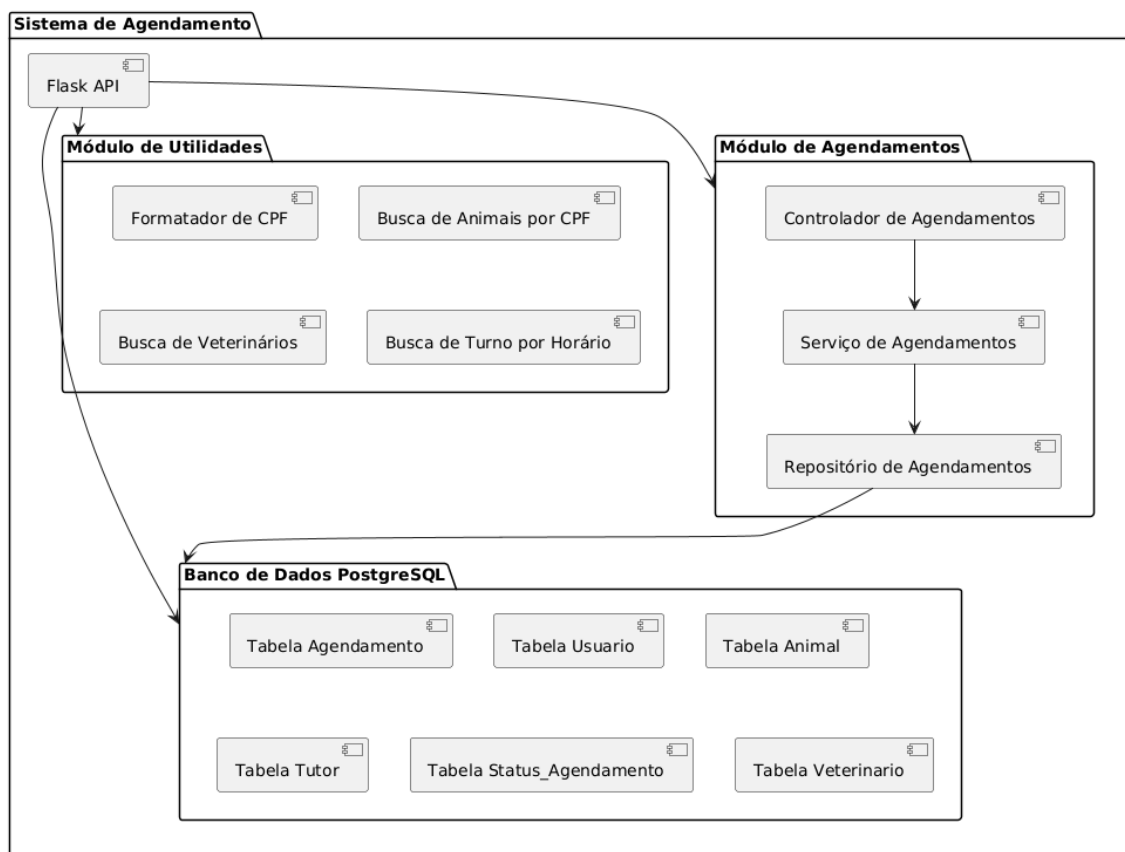 Sistema de Agendamento
Flask API
Módulo de Utilidades
Formatador de CPF
Busca de Animais por CPF
Busca de Veterinários
Busca de Turno por Horário
Módulo de Agendamentos
Controlador de Agendamentos
Serviço de Agendamentos
Repositório de Agendamentos
Banco de Dados PostgreSQL
Tabela Agendamento
Tabela Usuario
Tabela Animal
Tabela Tutor
Tabela Status_Agendamento
Tabela Veterinario